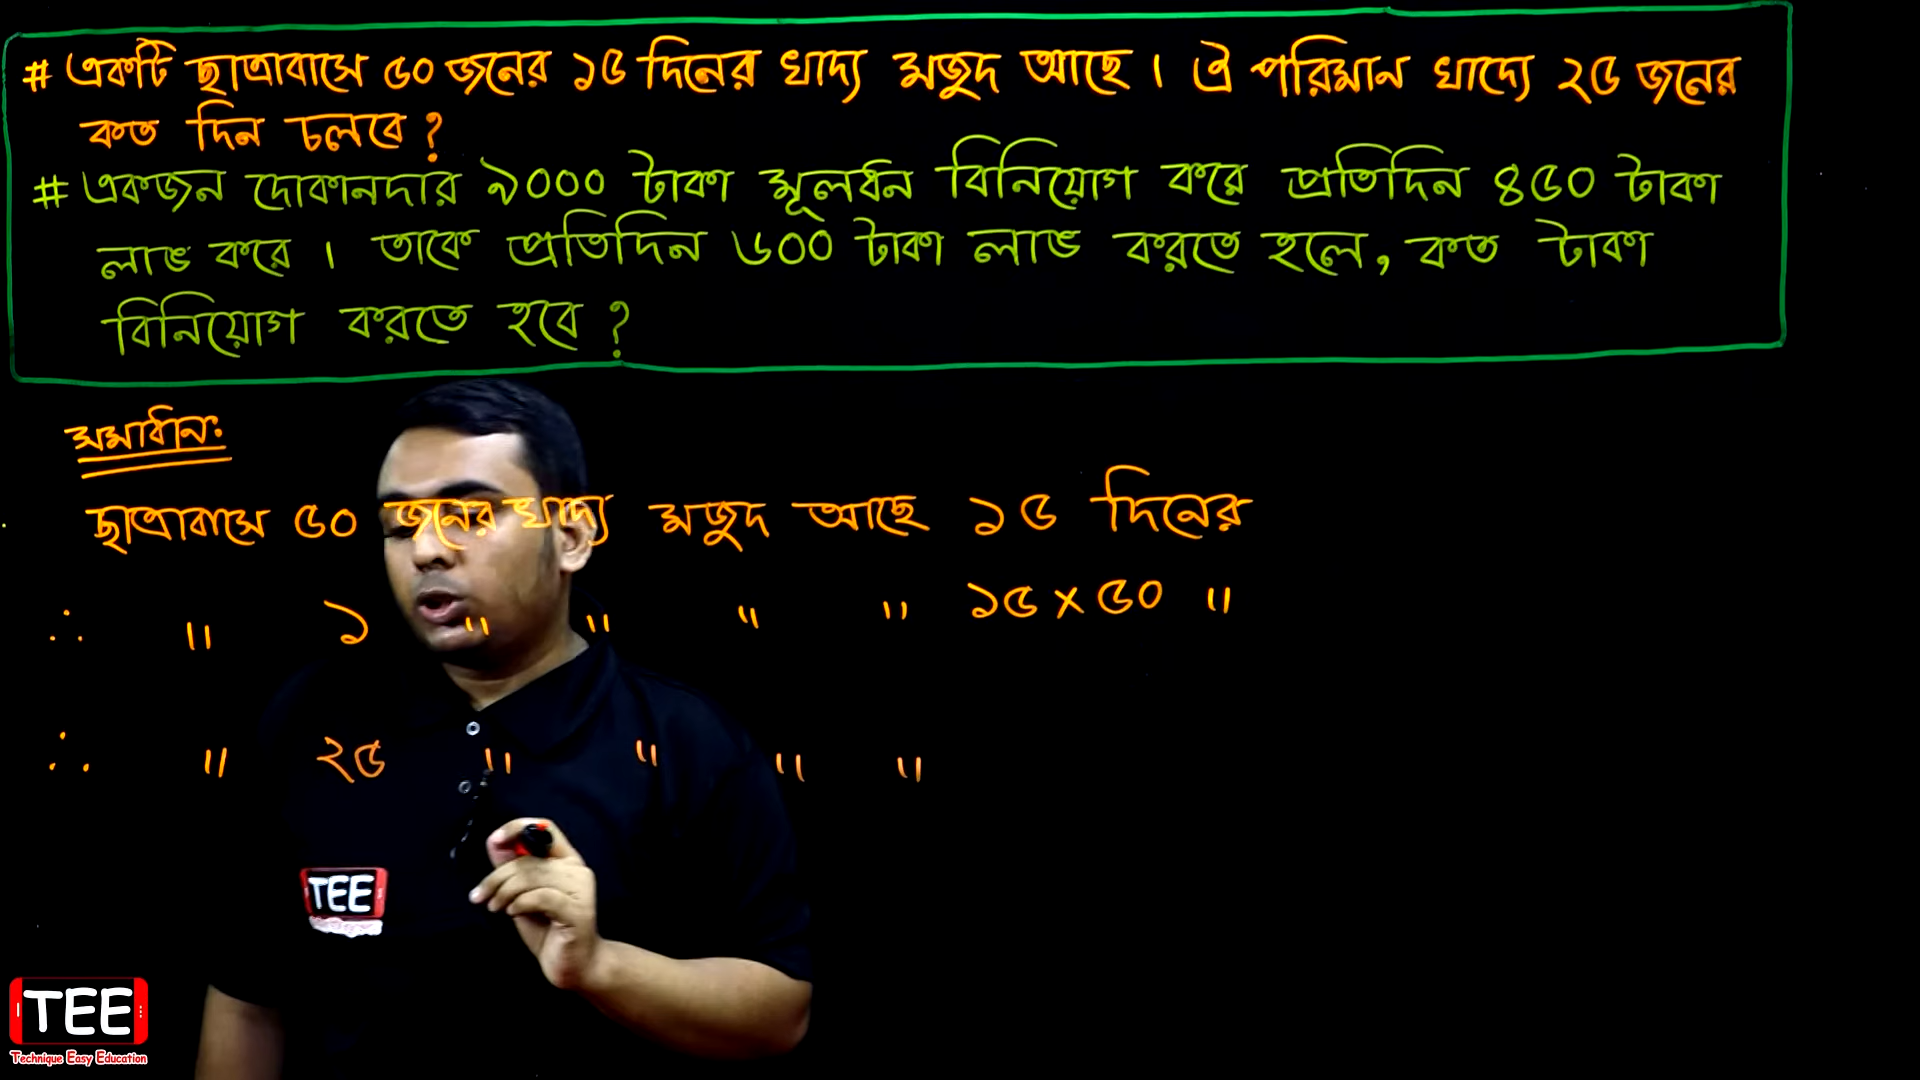 # একটি ছাত্রাবাসে ৫০ জনের ১৫ দিনের খাদ্য মজুদ আছে। ঐ পরিমান খাদ্যে ২৫ জনের
কত দিন চলবে?
# একজন দোকানদার ৯০০০ টাকা মূলধন বিনিয়োগ করে প্রতিদিন ৪৫০ টাকা
লাভ করে। তাকে প্রতিদিন ৬০০ টাকা লাভ করতে হলে, কত টাকা
বিনিয়োগ করতে হবে?
সমাধান:
ছাত্রাবাসে ৫০ জনের খাদ্য মজুদ আছে ১৫ দিনের
∴ " ১ " " " " ১৫ × ৫০ "
∴ " ২৫ " " " "
TEE
TEE
Technique Easy Education